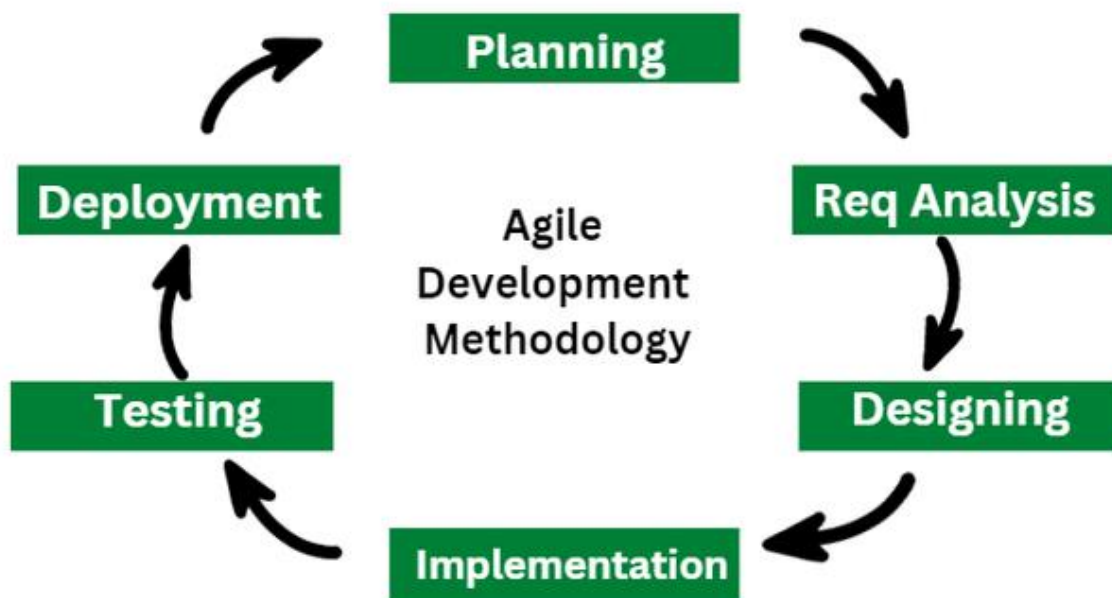 Planning
Req Analysis
Designing
Implementation
Testing
Deployment
Agile
Development
Methodology